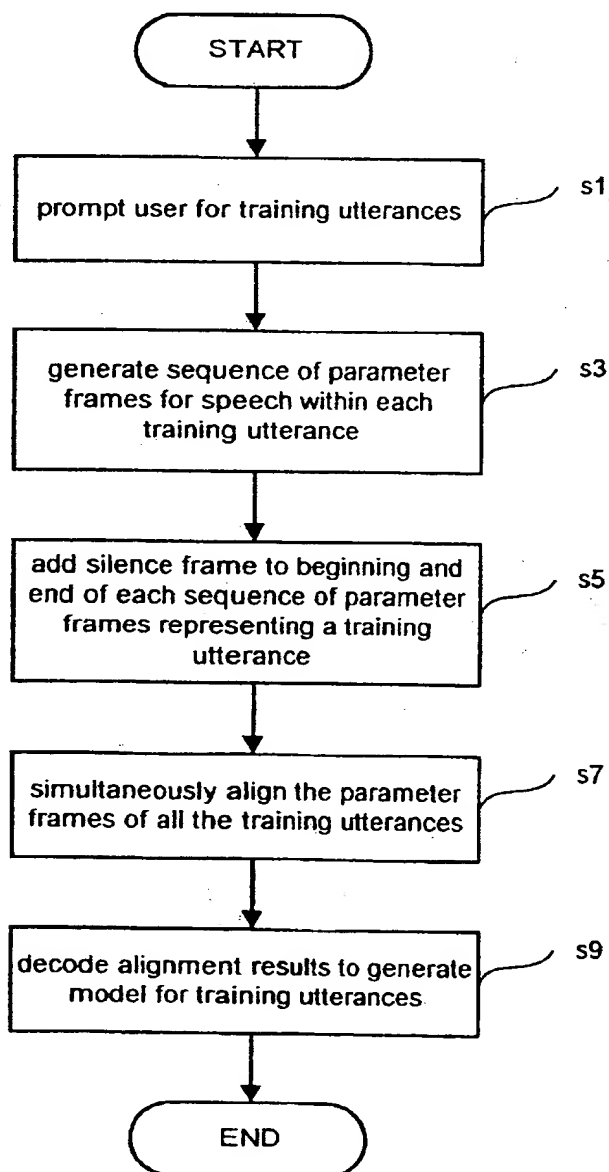 START
prompt user for training utterances
s1
generate sequence of parameter
frames for speech within each
training utterance
s3
add silence frame to beginning and
end of each sequence of parameter
frames representing a training
utterance
s5
simultaneously align the parameter
frames of all the training utterances
s7
decode alignment results to generate
model for training utterances
s9
END